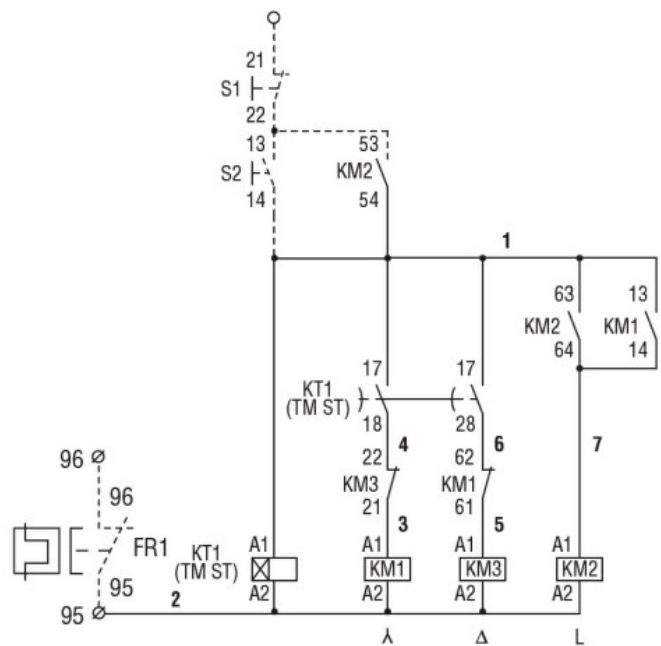 21
S1
22
13 53
S2 KM2
14 54
1
63 13
KM2 KM1
64 14
17 17
KT1
(TM ST)
18 28
4 6 7
96 22 62
96 KM3 KM1
21 61
3 5
FR1 KT1
(TM ST)
A1 A1 A1 A1
KM1 KM3 KM2
95 2 A2 A2 A2 A2
95
Δ L